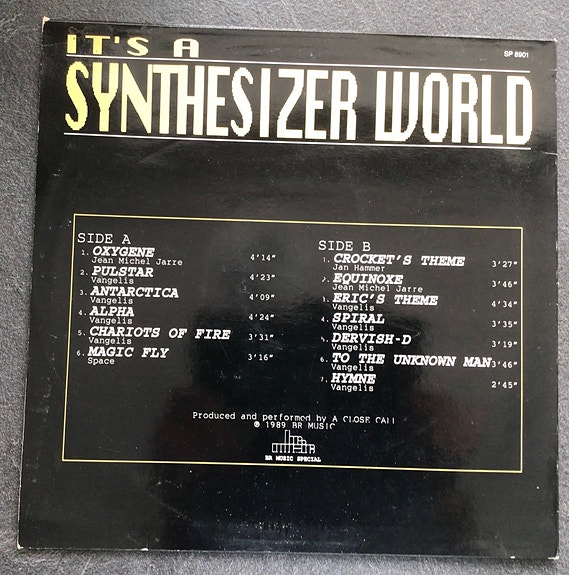 IT'S A
SP 8901
SYNTHESIZER WORLD
SIDE A
1. OXYGENE 4'14"
Jean Michel Jarre
2. PULSTAR 4'23"
Vangelis
3. ANTARCTICA 4'09"
Vangelis
4. ALPHA 4'24"
Vangelis
5. CHARIOTS OF FIRE 3'31"
Vangelis
6. MAGIC FLY 3'16"
Space
SIDE B
1. CROCKET'S THEME 3'27"
Jan Hammer
2. EQUINOXE 3'46"
Jean Michel Jarre
3. ERIC'S THEME 4'34"
Vangelis
4. SPIRAL 3'35"
Vangelis
5. DERVISH-D 3'19"
Vangelis
6. TO THE UNKNOWN MAN 3'46"
Vangelis
7. HYMNE 2'45"
Vangelis
Produced and performed by A CLOSE CALL
℗ 1989 BR MUSIC
BR MUSIC SPECIAL